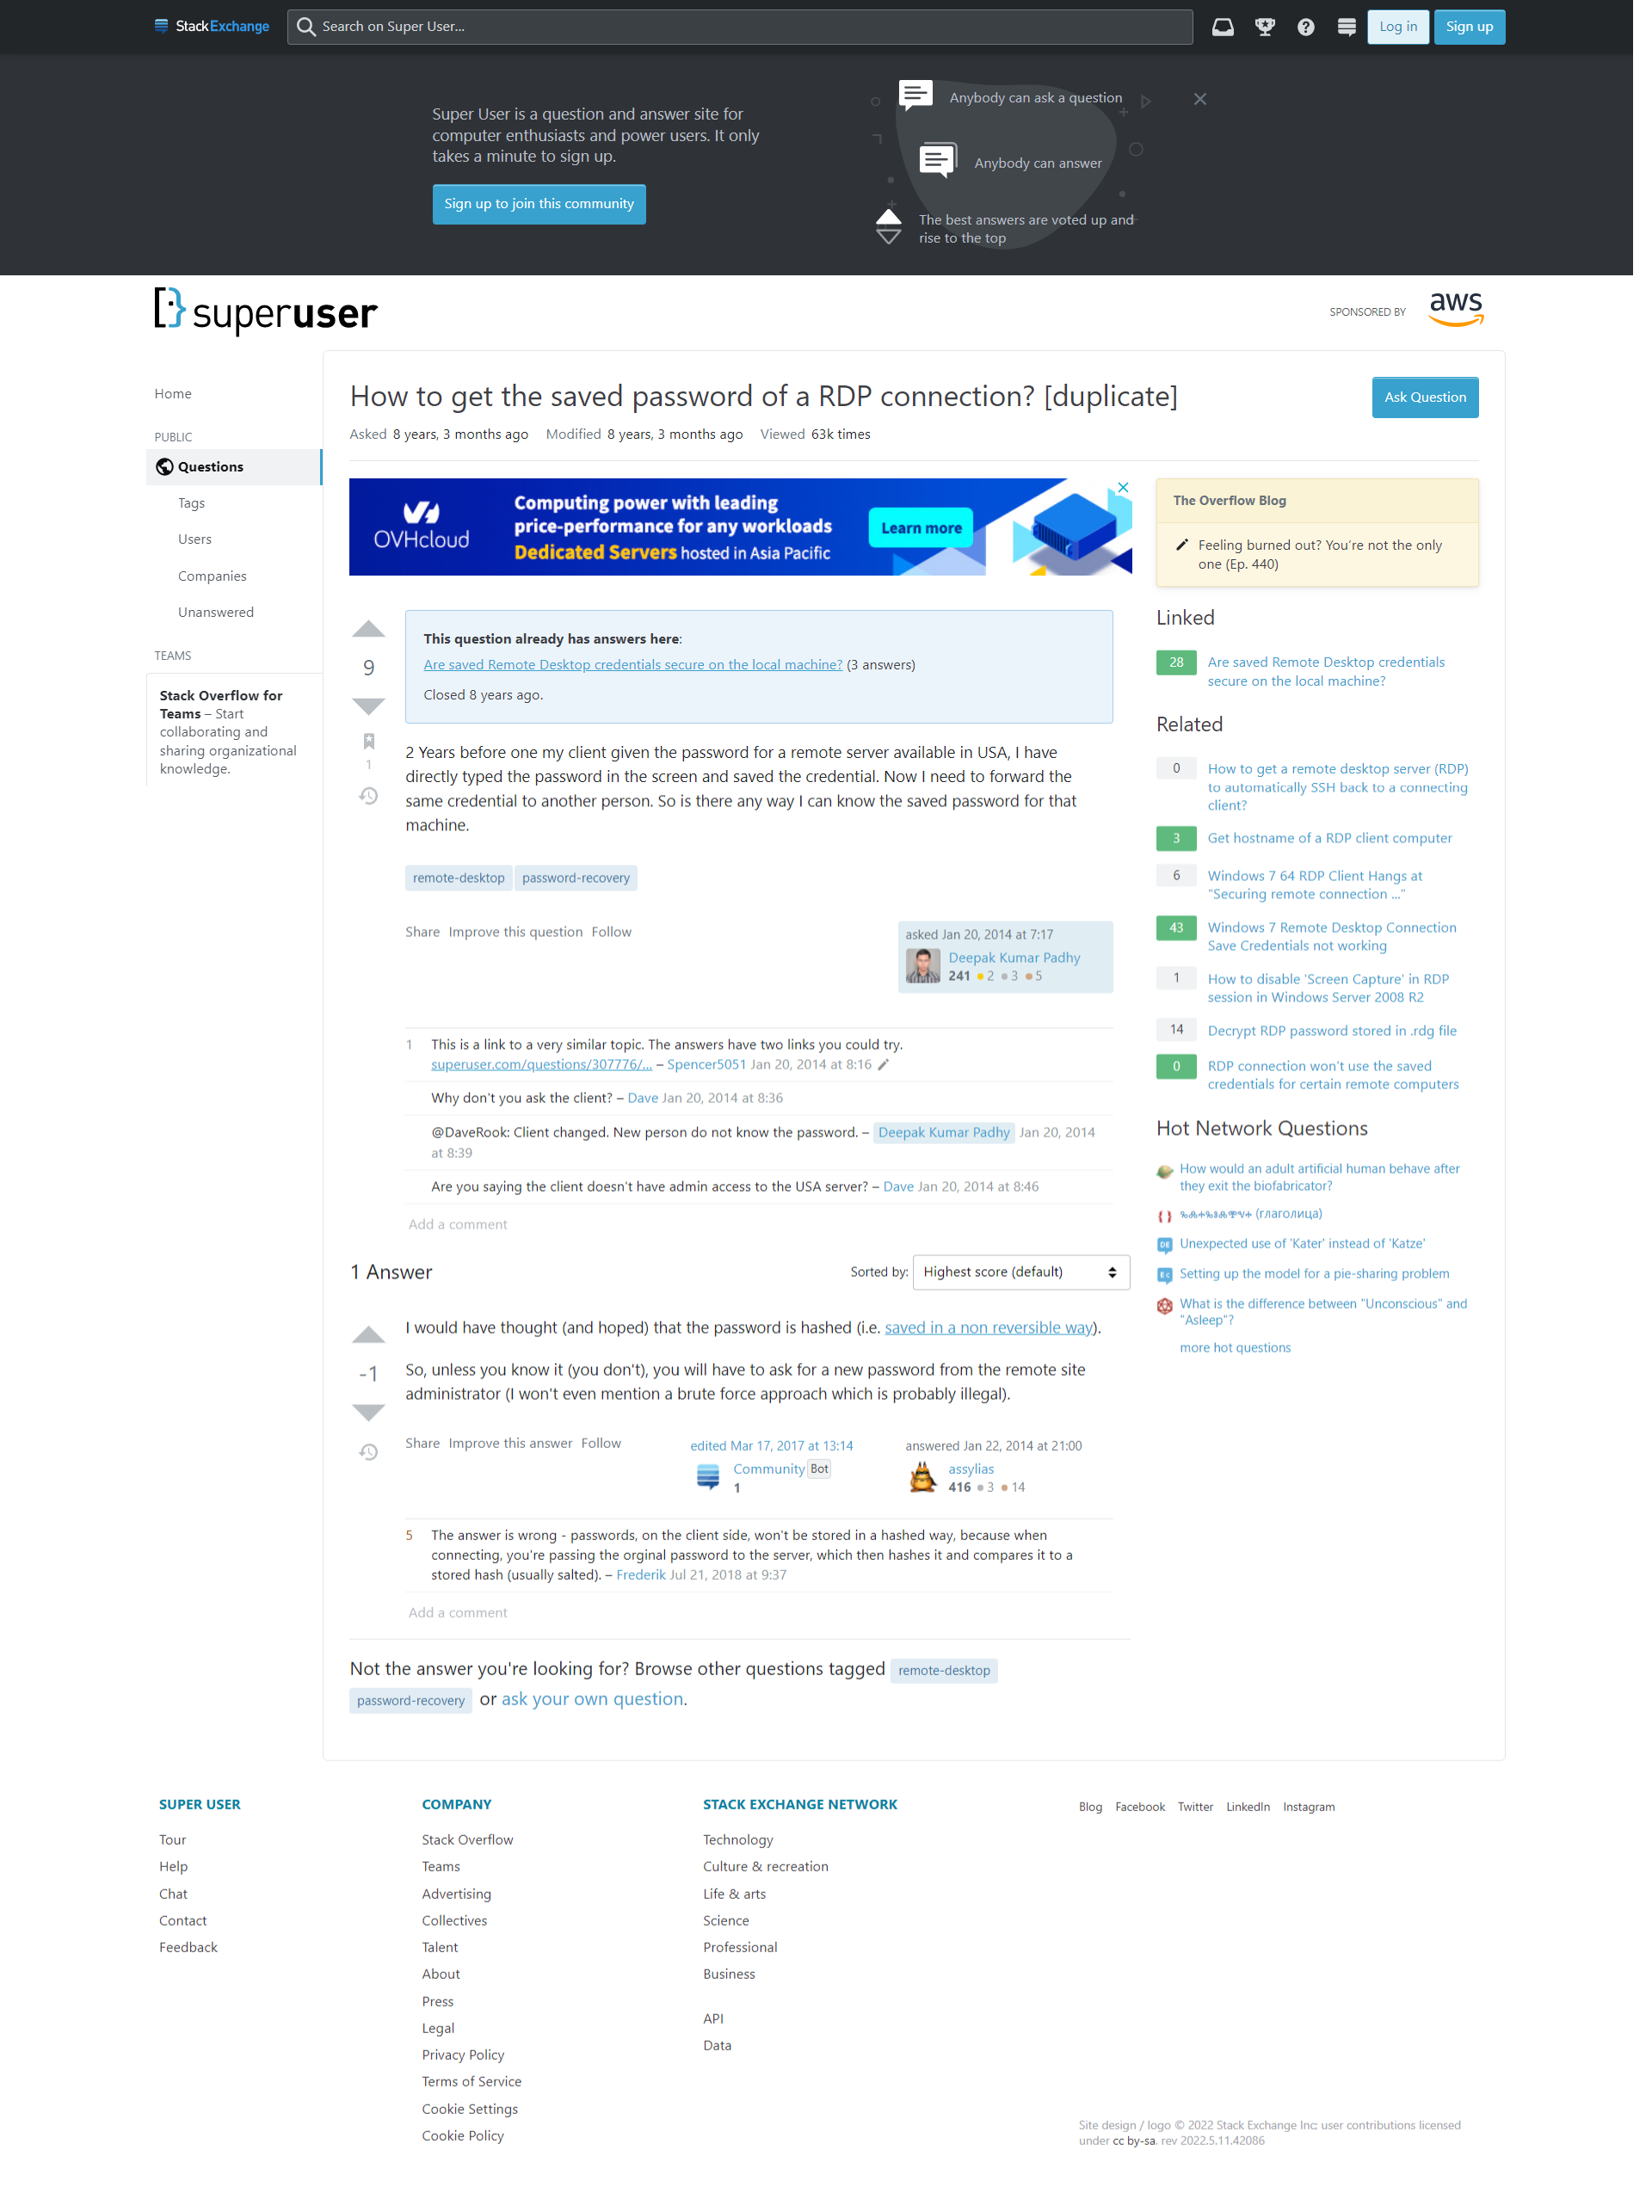 StackExchange
Search on Super User...
Log in
Sign up
Super User is a question and answer site for
computer enthusiasts and power users. It only
takes a minute to sign up.
Sign up to join this community
Anybody can ask a question
Anybody can answer
The best answers are voted up and
rise to the top
superuser
SPONSORED BY
aws
Home
PUBLIC
Questions
Tags
Users
Companies
Unanswered
TEAMS
Stack Overflow for
Teams – Start
collaborating and
sharing organizational
knowledge.
How to get the saved password of a RDP connection? [duplicate]
Ask Question
Asked 8 years, 3 months ago Modified 8 years, 3 months ago Viewed 63k times
OVHcloud
Computing power with leading
price-performance for any workloads
Dedicated Servers hosted in Asia Pacific
Learn more
9
1
This question already has answers here:
Are saved Remote Desktop credentials secure on the local machine? (3 answers)
Closed 8 years ago.
2 Years before one my client given the password for a remote server available in USA, I have
directly typed the password in the screen and saved the credential. Now I need to forward the
same credential to another person. So is there any way I can know the saved password for that
machine.
remote-desktop password-recovery
Share Improve this question Follow
asked Jan 20, 2014 at 7:17
Deepak Kumar Padhy
241 2 3 5
1 This is a link to a very similar topic. The answers have two links you could try.
superuser.com/questions/307776/... – Spencer5051 Jan 20, 2014 at 8:16
Why don't you ask the client? – Dave Jan 20, 2014 at 8:36
@DaveRook: Client changed. New person do not know the password. – Deepak Kumar Padhy Jan 20, 2014
at 8:39
Are you saying the client doesn't have admin access to the USA server? – Dave Jan 20, 2014 at 8:46
Add a comment
1 Answer
Sorted by: Highest score (default)
-1
I would have thought (and hoped) that the password is hashed (i.e. saved in a non reversible way).
So, unless you know it (you don't), you will have to ask for a new password from the remote site
administrator (I won't even mention a brute force approach which is probably illegal).
Share Improve this answer Follow
edited Mar 17, 2017 at 13:14
Community Bot
1
answered Jan 22, 2014 at 21:00
assylias
416 3 14
5 The answer is wrong - passwords, on the client side, won't be stored in a hashed way, because when
connecting, you're passing the orginal password to the server, which then hashes it and compares it to a
stored hash (usually salted). – Frederik Jul 21, 2018 at 9:37
Add a comment
Not the answer you're looking for? Browse other questions tagged remote-desktop
password-recovery or ask your own question.
The Overflow Blog
Feeling burned out? You're not the only
one (Ep. 440)
Linked
28 Are saved Remote Desktop credentials
secure on the local machine?
Related
0 How to get a remote desktop server (RDP)
to automatically SSH back to a connecting
client?
3 Get hostname of a RDP client computer
6 Windows 7 64 RDP Client Hangs at
"Securing remote connection ..."
43 Windows 7 Remote Desktop Connection
Save Credentials not working
1 How to disable 'Screen Capture' in RDP
session in Windows Server 2008 R2
14 Decrypt RDP password stored in .rdg file
0 RDP connection won't use the saved
credentials for certain remote computers
Hot Network Questions
How would an adult artificial human behave after
they exit the biofabricator?
(глаголица)
DE Unexpected use of 'Kater' instead of 'Katze'
Ec Setting up the model for a pie-sharing problem
What is the difference between "Unconscious" and
"Asleep"?
more hot questions
SUPER USER
Tour
Help
Chat
Contact
Feedback
COMPANY
Stack Overflow
Teams
Advertising
Collectives
Talent
About
Press
Legal
Privacy Policy
Terms of Service
Cookie Settings
Cookie Policy
STACK EXCHANGE NETWORK
Technology
Culture & recreation
Life & arts
Science
Professional
Business
API
Data
Blog Facebook Twitter LinkedIn Instagram
Site design / logo © 2022 Stack Exchange Inc; user contributions licensed
under cc by-sa. rev 2022.5.11.42086